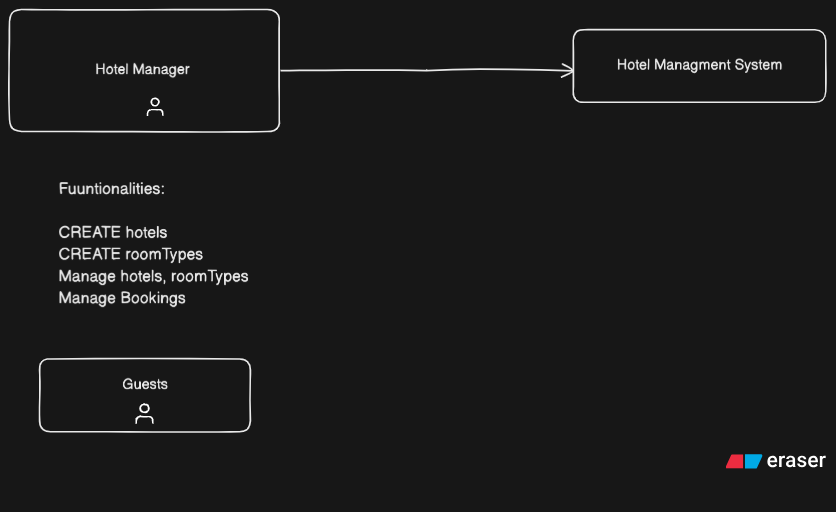 Hotel Manager
Hotel Managment System
Fuuntionalities:
CREATE hotels
CREATE roomTypes
Manage hotels, roomTypes
Manage Bookings
Guests
eraser